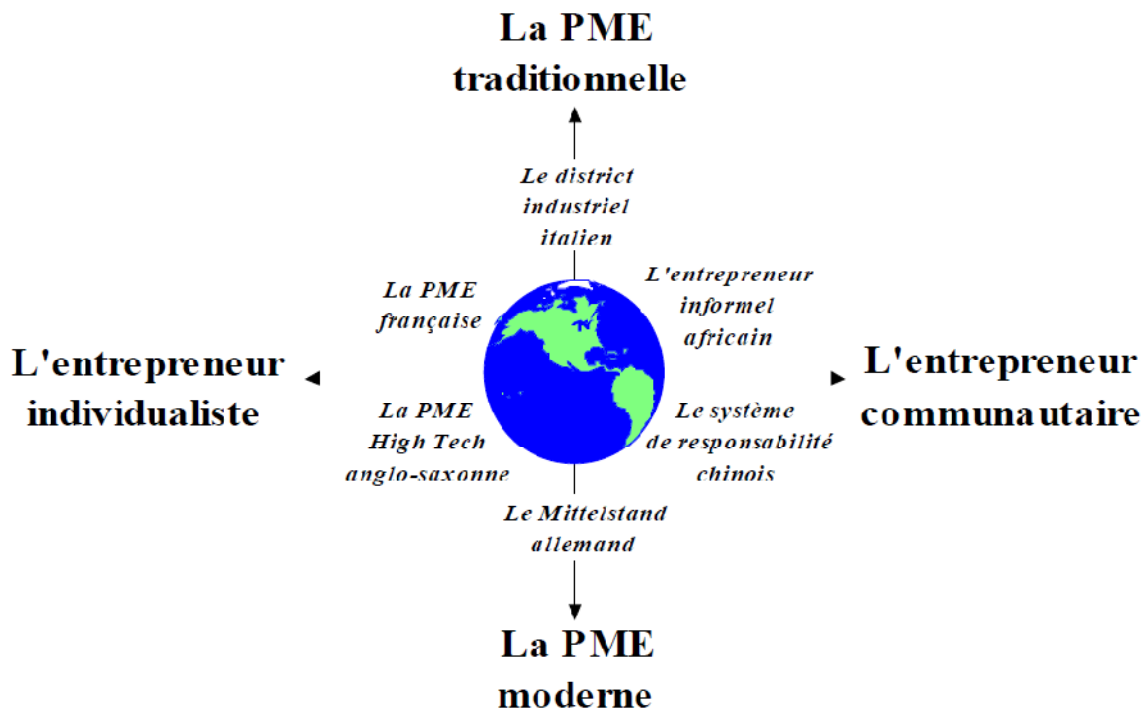 La PME
traditionnelle
Le district
industriel
italien
La PME
française
L'entrepreneur
informel
africain
L'entrepreneur
individualiste
L'entrepreneur
communautaire
La PME
High Tech
anglo-saxonne
Le système
de responsabilité
chinois
Le Mittelstand
allemand
La PME
moderne